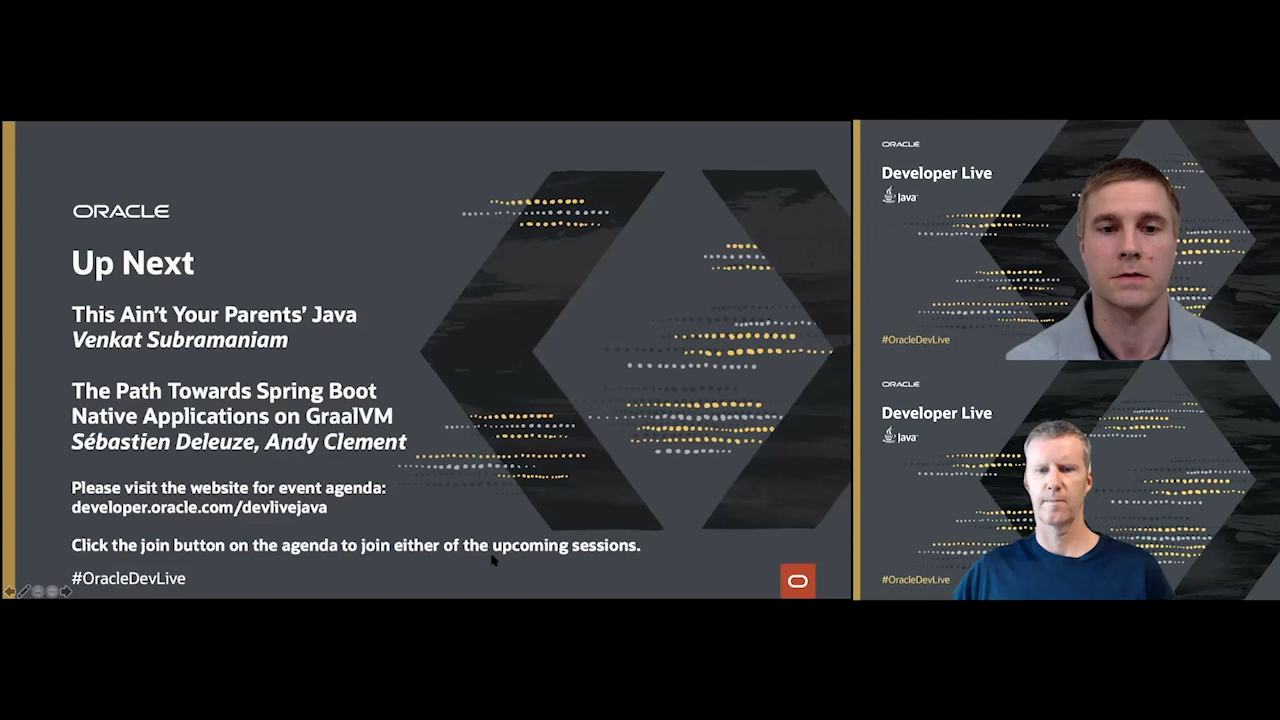 ORACLE
Up Next
This Ain't Your Parents' Java
Venkat Subramaniam
The Path Towards Spring Boot
Native Applications on GraalVM
Sébastien Deleuze, Andy Clement
Please visit the website for event agenda:
developer.oracle.com/devlivejava
Click the join button on the agenda to join either of the upcoming sessions.
#OracleDevLive
ORACLE
Developer Live
Java
#OracleDevLive
ORACLE
Developer Live
Java
#OracleDevLive